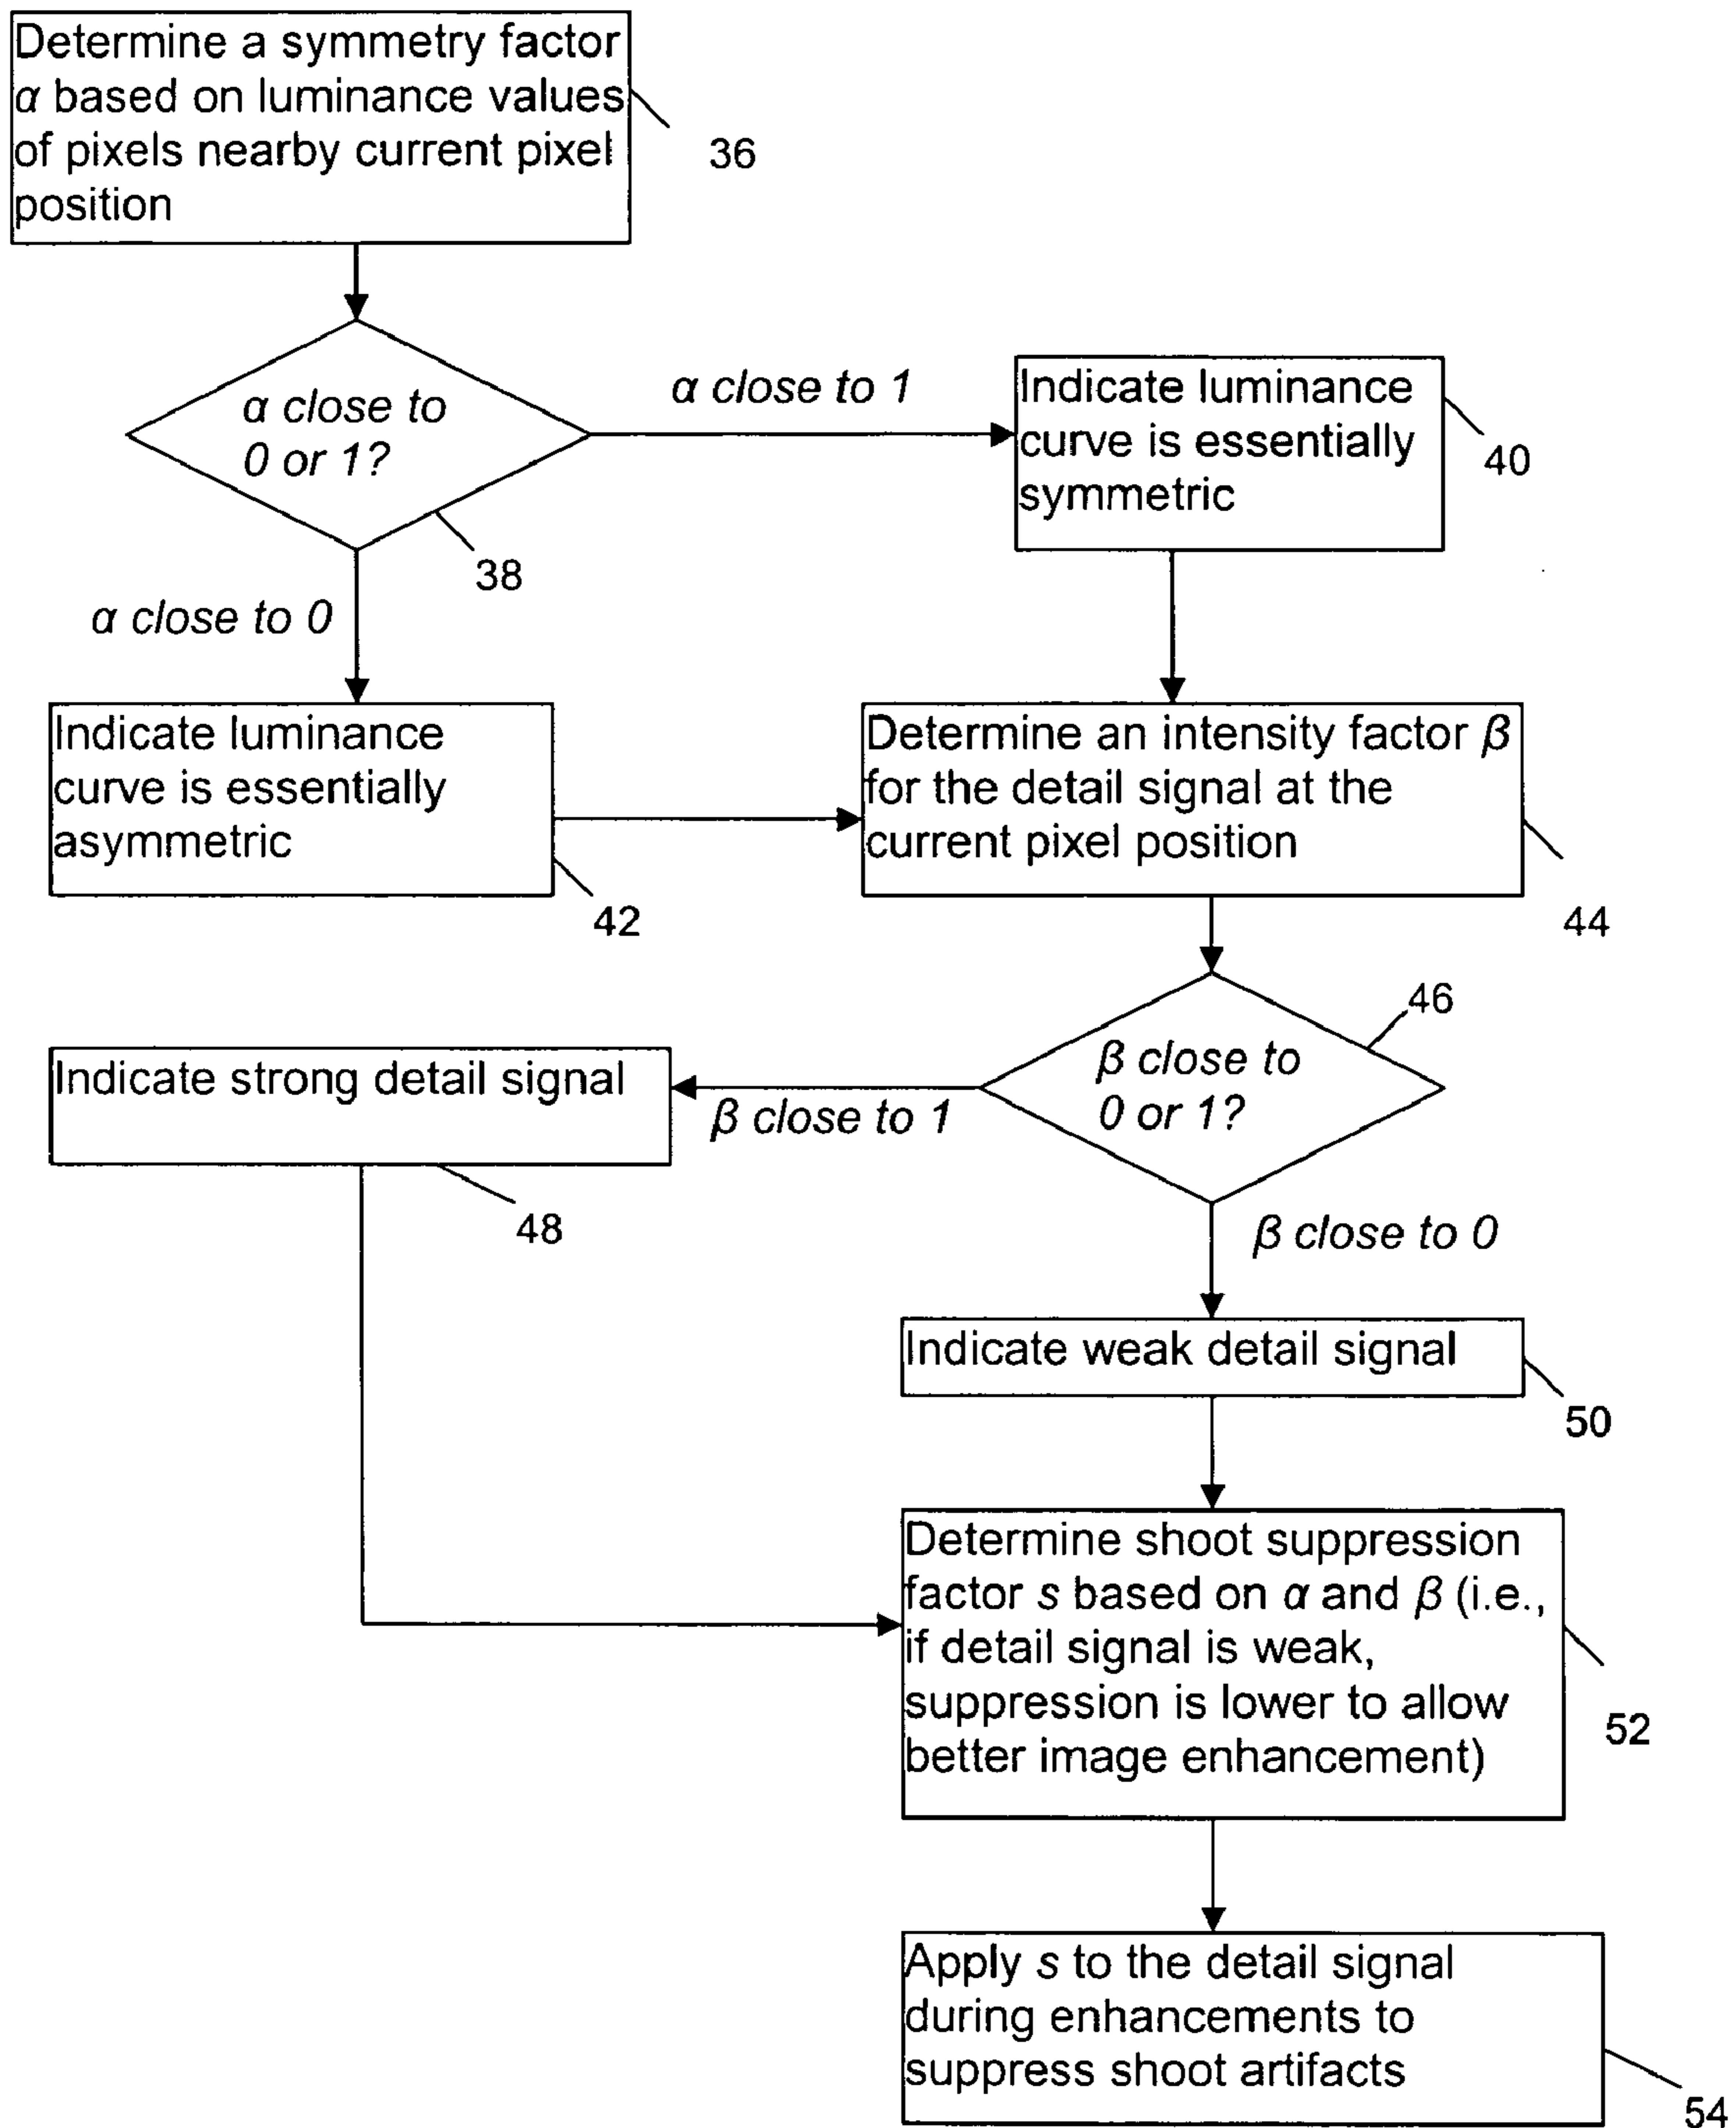 Determine a symmetry factor
α based on luminance values
of pixels nearby current pixel
position
36
α close to
0 or 1?
38
α close to 1
Indicate luminance
curve is essentially
symmetric
40
α close to 0
Indicate luminance
curve is essentially
asymmetric
42
Determine an intensity factor β
for the detail signal at the
current pixel position
44
β close to
0 or 1?
46
β close to 1
Indicate strong detail signal
48
β close to 0
Indicate weak detail signal
50
Determine shoot suppression
factor s based on α and β (i.e.,
if detail signal is weak,
suppression is lower to allow
better image enhancement)
52
Apply s to the detail signal
during enhancements to
suppress shoot artifacts
54